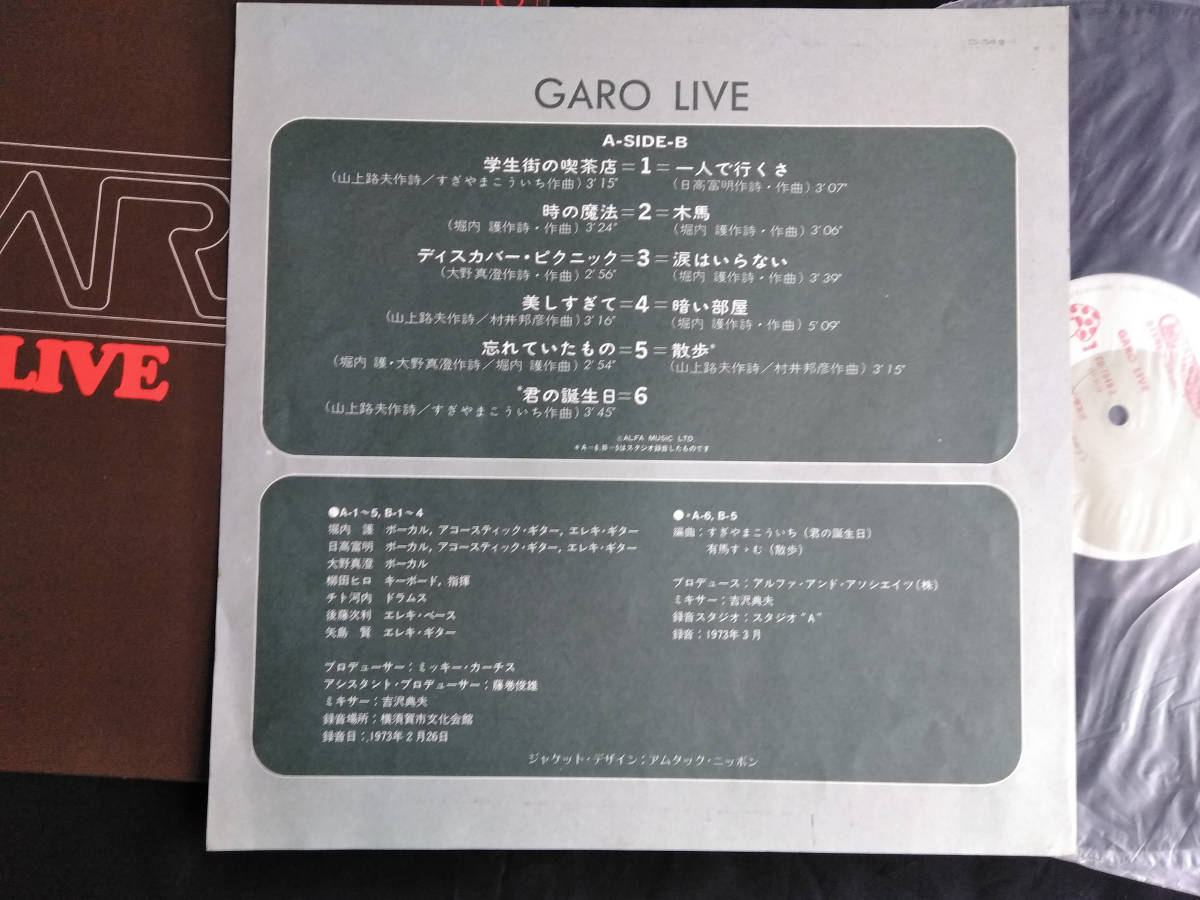 LIVE
GARO LIVE
A-SIDE-B
学生街の喫茶店=1=一人で行くさ
(山上路夫作詩/すぎやまこういち作曲) 3'15" (日高富明作詩・作曲) 3'07"
時の魔法=2=木馬
(堀内 護作詩・作曲) 3'24" (堀内 護作詩・作曲) 3'06"
ディスカバー・ピクニック=3=涙はいらない
(大野真澄作詩・作曲) 2'56" (堀内 護作詩・作曲) 3'39"
美しすぎて=4=暗い部屋
(山上路夫作詩/村井邦彦作曲) 3'16" (堀内 護作詩・作曲) 5'09"
忘れていたもの=5=散歩*
(堀内 護・大野真澄作詩/堀内 護作曲) 2'54" (山上路夫作詩/村井邦彦作曲) 3'15"
*君の誕生日=6
(山上路夫作詩/すぎやまこういち作曲) 3'45"
©ALFA MUSIC LTD.
*A-6, B-5はスタジオ録音したものです
●A-1~5, B-1~4
堀内 護 ボーカル, アコースティック・ギター, エレキ・ギター
日高富明 ボーカル, アコースティック・ギター, エレキ・ギター
大野真澄 ボーカル
柳田ヒロ キーボード, 指揮
チト河内 ドラムス
後藤次利 エレキ・ベース
矢島 賢 エレキ・ギター
プロデューサー:ミッキー・カーチス
アシスタント・プロデューサー:藤巻俊雄
ミキサー:吉沢典夫
録音場所:横須賀市文化会館
録音日:1973年2月26日
●*A-6, B-5
編曲:すぎやまこういち(君の誕生日)
有馬すゝむ(散歩)
プロデュース:アルファ・アンド・アソシエイツ(株)
ミキサー:吉沢典夫
録音スタジオ:スタジオ"A"
録音:1973年3月
ジャケット・デザイン:アムタック・ニッポン
GARO LIVE